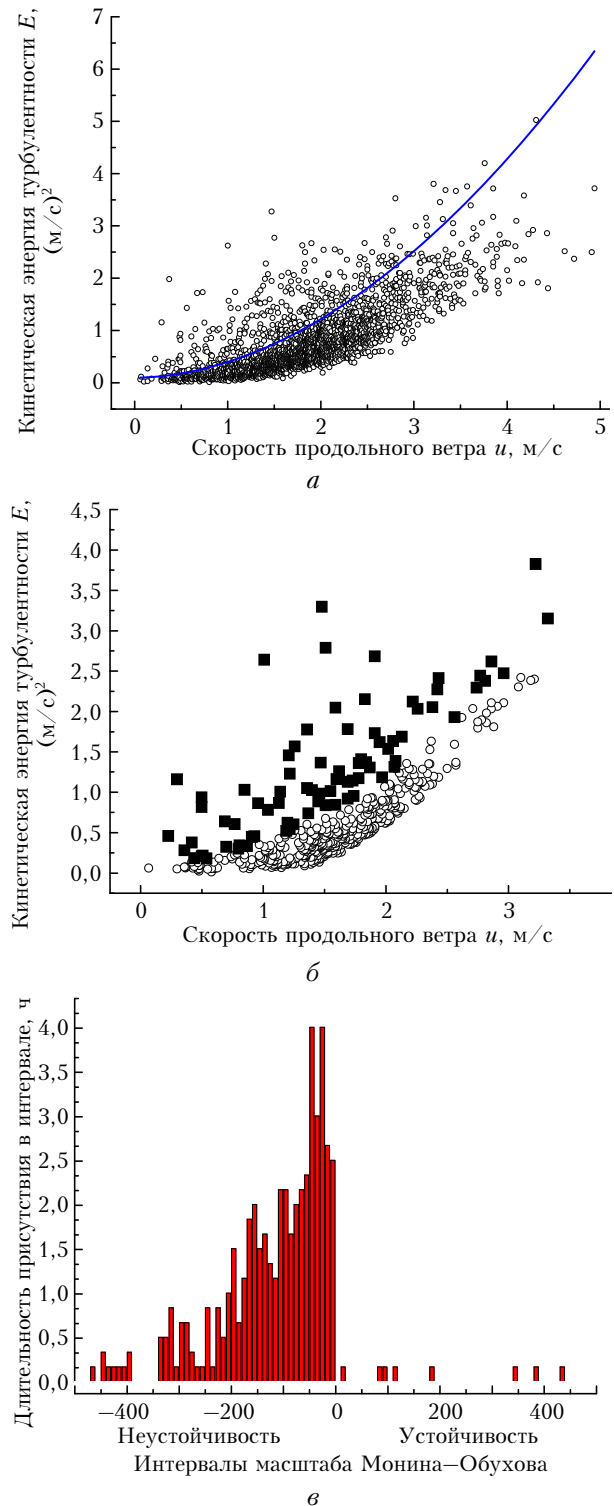 Кинетическая энергия турбулентности E,
(м/с)²
7
6
5
4
3
2
1
0
0 1 2 3 4 5
Скорость продольного ветра u, м/с
а
Кинетическая энергия турбулентности E,
(м/с)²
4,5
4,0
3,5
3,0
2,5
2,0
1,5
1,0
0,5
0,0
0 1 2 3
Скорость продольного ветра u, м/с
б
Длительность присутствия в интервале, ч
4,0
3,5
3,0
2,5
2,0
1,5
1,0
0,5
0,0
−400 −200 0 200 400
Неустойчивость Устойчивость
Интервалы масштаба Монина−Обухова
в